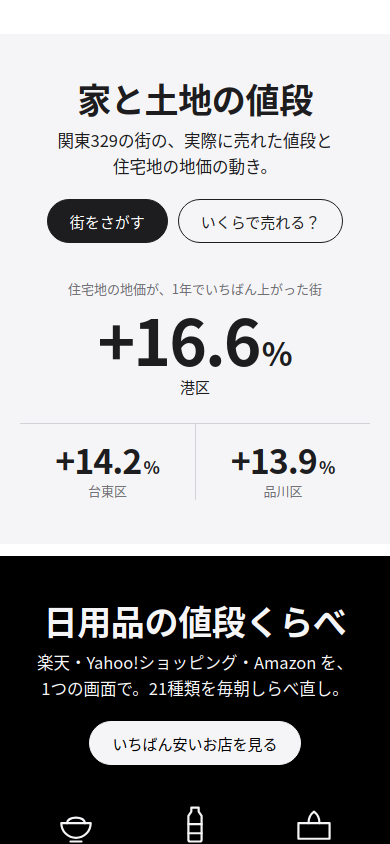 家と土地の値段
関東329の街の、実際に売れた値段と
住宅地の地価の動き。
街をさがす
いくらで売れる？
住宅地の地価が、1年でいちばん上がった街
+16.6%
港区
+14.2%
台東区
+13.9%
品川区
日用品の値段くらべ
楽天・Yahoo!ショッピング・Amazon を、
1つの画面で。21種類を毎朝しらべ直し。
いちばん安いお店を見る